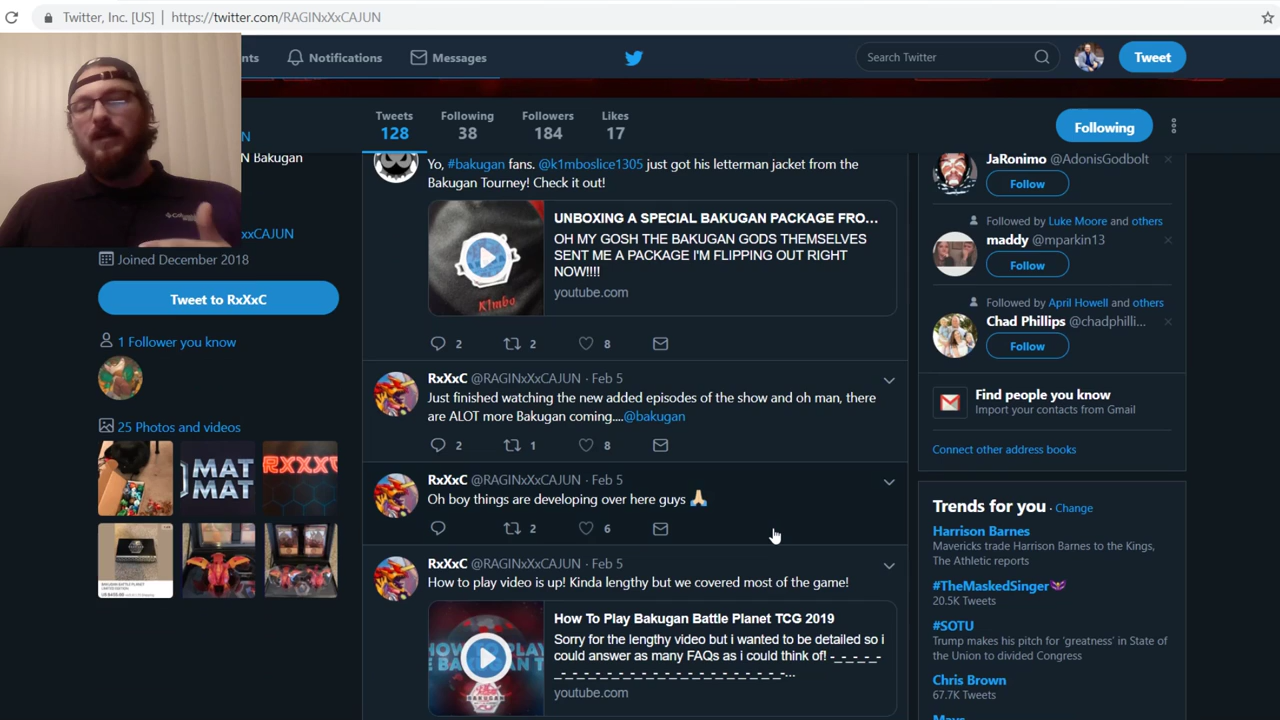 Twitter, Inc. [US] | https://twitter.com/RAGINxXxCAJUN
nts
Notifications
Messages
Search Twitter
Tweet
Tweets
128
Following
38
Followers
184
Likes
17
Following
N
N Bakugan
xxCAJUN
Joined December 2018
Tweet to RxXxC
1 Follower you know
25 Photos and videos
MAT
MAT
Yo, #bakugan fans. @k1mboslice1305 just got his letterman jacket from the
Bakugan Tourney! Check it out!
K1mbo
UNBOXING A SPECIAL BAKUGAN PACKAGE FRO...
OH MY GOSH THE BAKUGAN GODS THEMSELVES
SENT ME A PACKAGE I'M FLIPPING OUT RIGHT
NOW!!!!
youtube.com
2 2 8
RxXxC @RAGINxXxCAJUN · Feb 5
Just finished watching the new added episodes of the show and oh man, there
are ALOT more Bakugan coming....@bakugan
2 1 8
RxXxC @RAGINxXxCAJUN · Feb 5
Oh boy things are developing over here guys 🙏
2 6
RxXxC @RAGINxXxCAJUN · Feb 5
How to play video is up! Kinda lengthy but we covered most of the game!
How To Play Bakugan Battle Planet TCG 2019
Sorry for the lengthy video but i wanted to be detailed so i
could answer as many FAQs as i could think of! -_-_-_-_-
_-_-_-_-_-_-_-_-_-_-_-_-_-_-_-_-_-_-...
youtube.com
JaRonimo @AdonisGodbolt
Follow
Followed by Luke Moore and others
maddy @mparkin13
Follow
Followed by April Howell and others
Chad Phillips @chadphilli...
Follow
Find people you know
Import your contacts from Gmail
Connect other address books
Trends for you · Change
Harrison Barnes
Mavericks trade Harrison Barnes to the Kings,
The Athletic reports
#TheMaskedSinger
20.5K Tweets
#SOTU
Trump makes his pitch for 'greatness' in State of
the Union to divided Congress
Chris Brown
67.7K Tweets